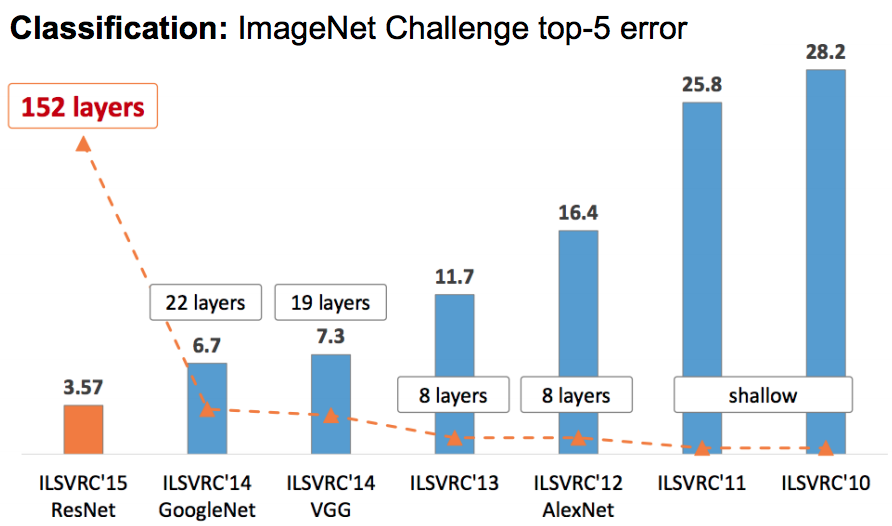 Classification: ImageNet Challenge top-5 error
28.2
25.8
152 layers
16.4
11.7
22 layers
19 layers
7.3
6.7
3.57
8 layers
8 layers
shallow
ILSVRC'15
ResNet
ILSVRC'14
GoogleNet
ILSVRC'14
VGG
ILSVRC'13
ILSVRC'12
AlexNet
ILSVRC'11
ILSVRC'10